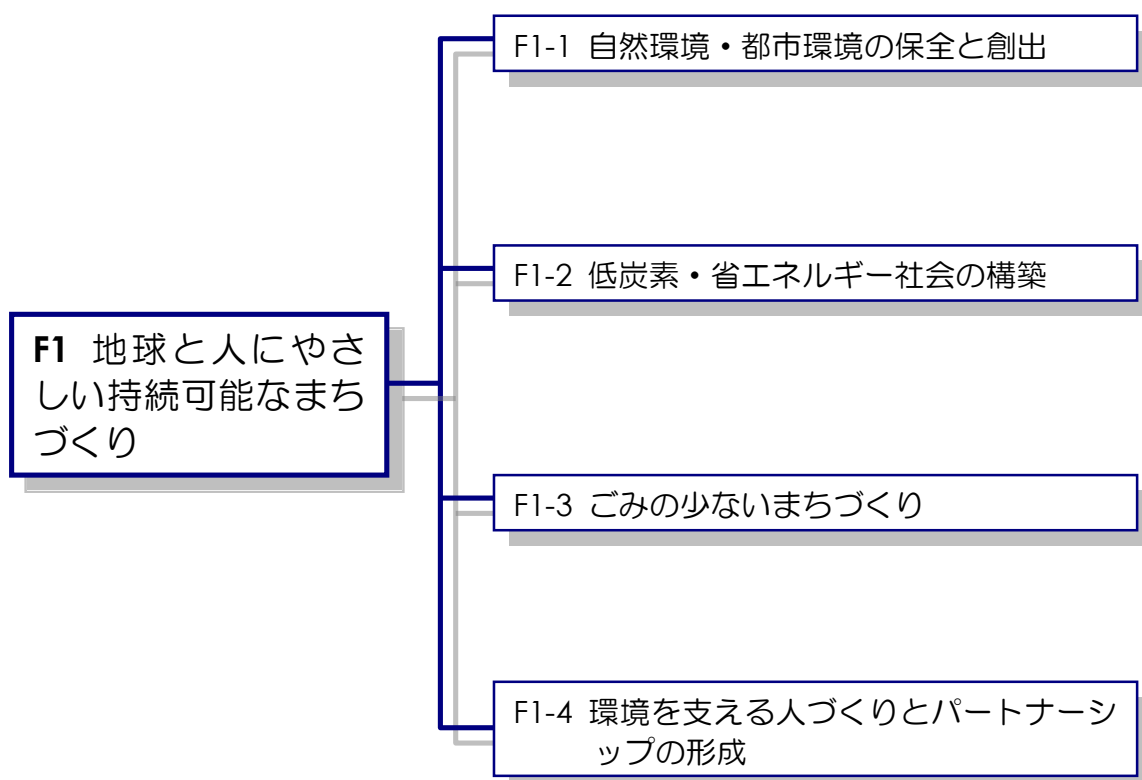 F1-1 自然環境・都市環境の保全と創出
F1-2 低炭素・省エネルギー社会の構築
F1 地球と人にやさ
しい持続可能なまち
づくり
F1-3 ごみの少ないまちづくり
F1-4 環境を支える人づくりとパートナーシ
ップの形成